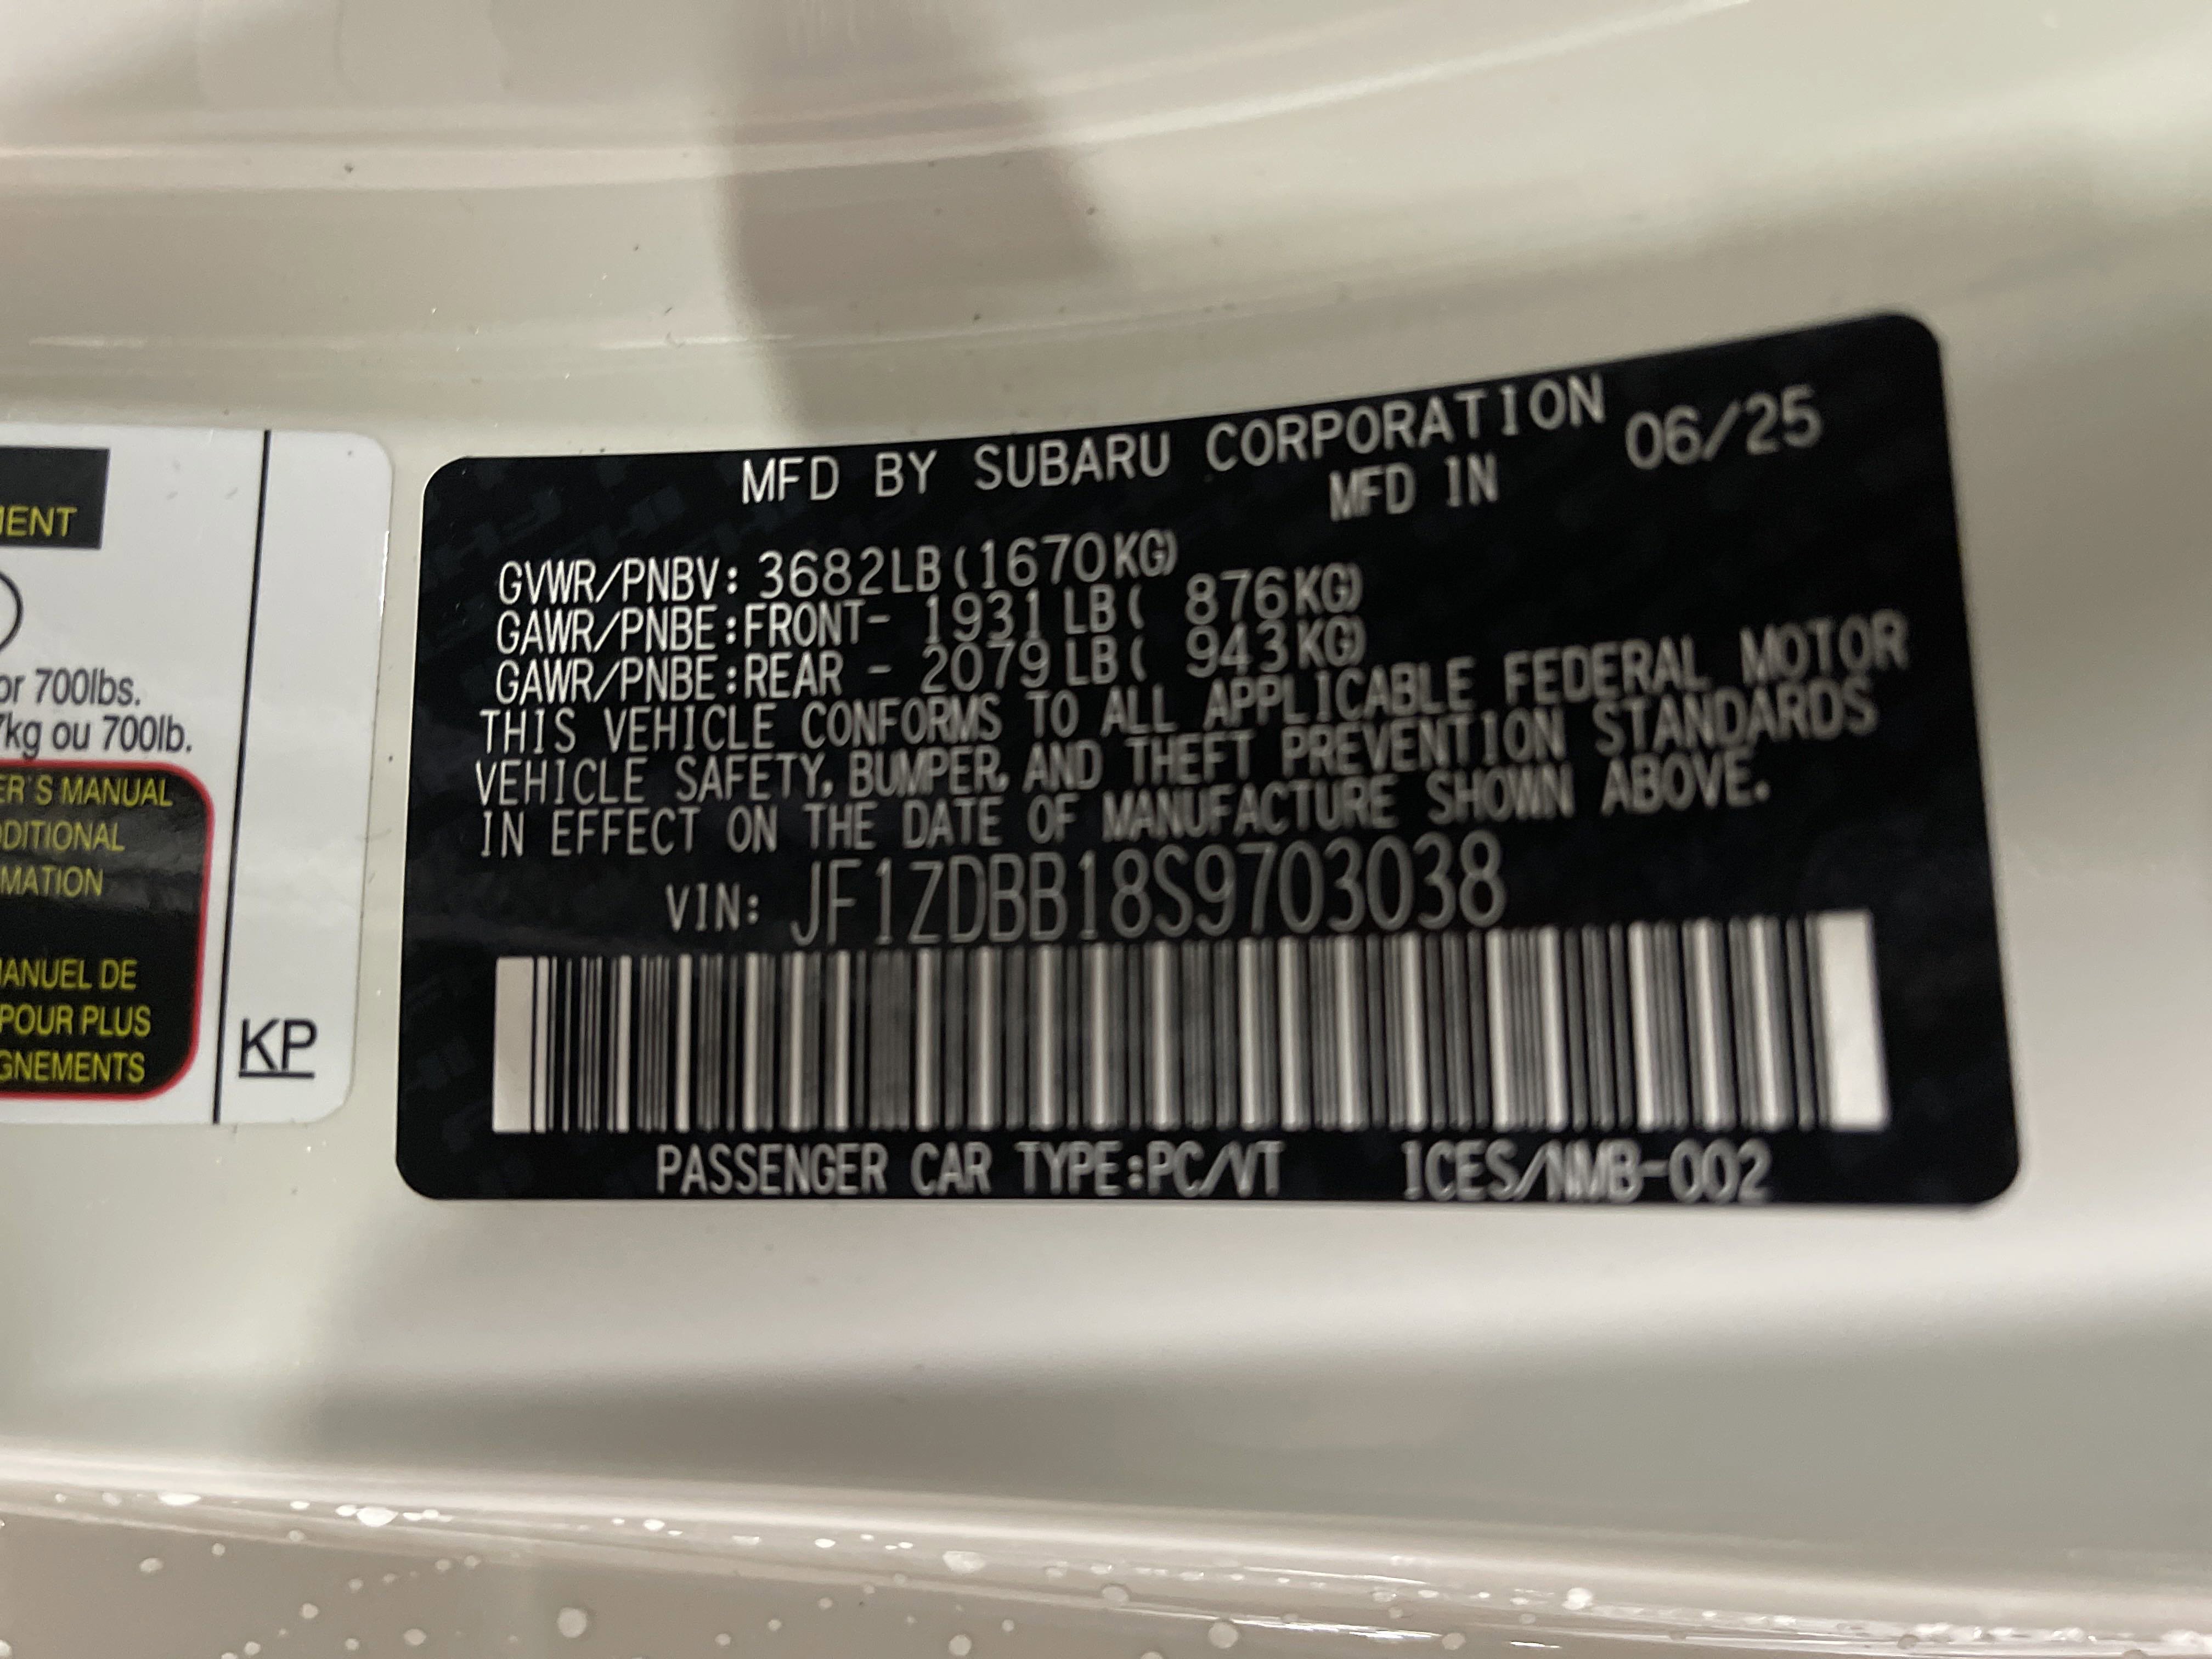 MENT
or 700lbs.
7kg ou 700lb.
ER'S MANUAL
DDITIONAL
MATION
MANUEL DE
POUR PLUS
GNEMENTS
KP
MFD BY SUBARU CORPORATION 06/25
MFD IN
GVWR/PNBV: 3682LB(1670KG)
GAWR/PNBE:FRONT- 1931LB( 876KG)
GAWR/PNBE:REAR - 2079LB( 943KG)
THIS VEHICLE CONFORMS TO ALL APPLICABLE FEDERAL MOTOR
VEHICLE SAFETY, BUMPER, AND THEFT PREVENTION STANDARDS
IN EFFECT ON THE DATE OF MANUFACTURE SHOWN ABOVE.
VIN: JF1ZDBB18S9703038
PASSENGER CAR TYPE:PC/VT ICES/NMB-002